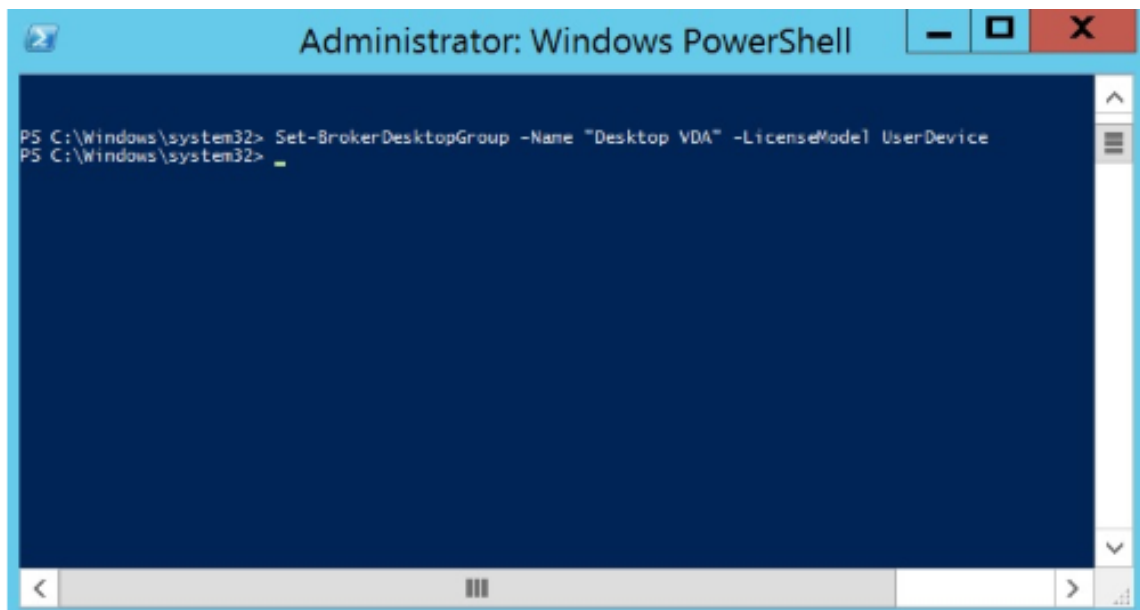 Administrator: Windows PowerShell
PS C:\Windows\system32> Set-BrokerDesktopGroup -Name "Desktop VDA" -LicenseModel UserDevice
PS C:\Windows\system32> _